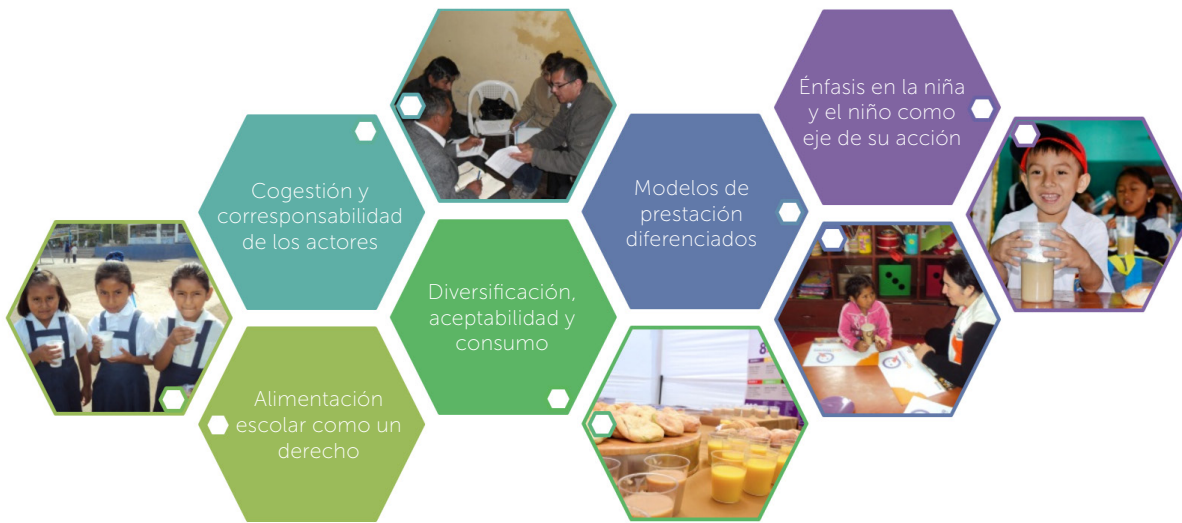 Énfasis en la niña
y el niño como
eje de su acción
Cogestión y
corresponsabilidad
de los actores
Modelos de
prestación
diferenciados
Diversificación,
aceptabilidad y
consumo
Alimentación
escolar como un
derecho